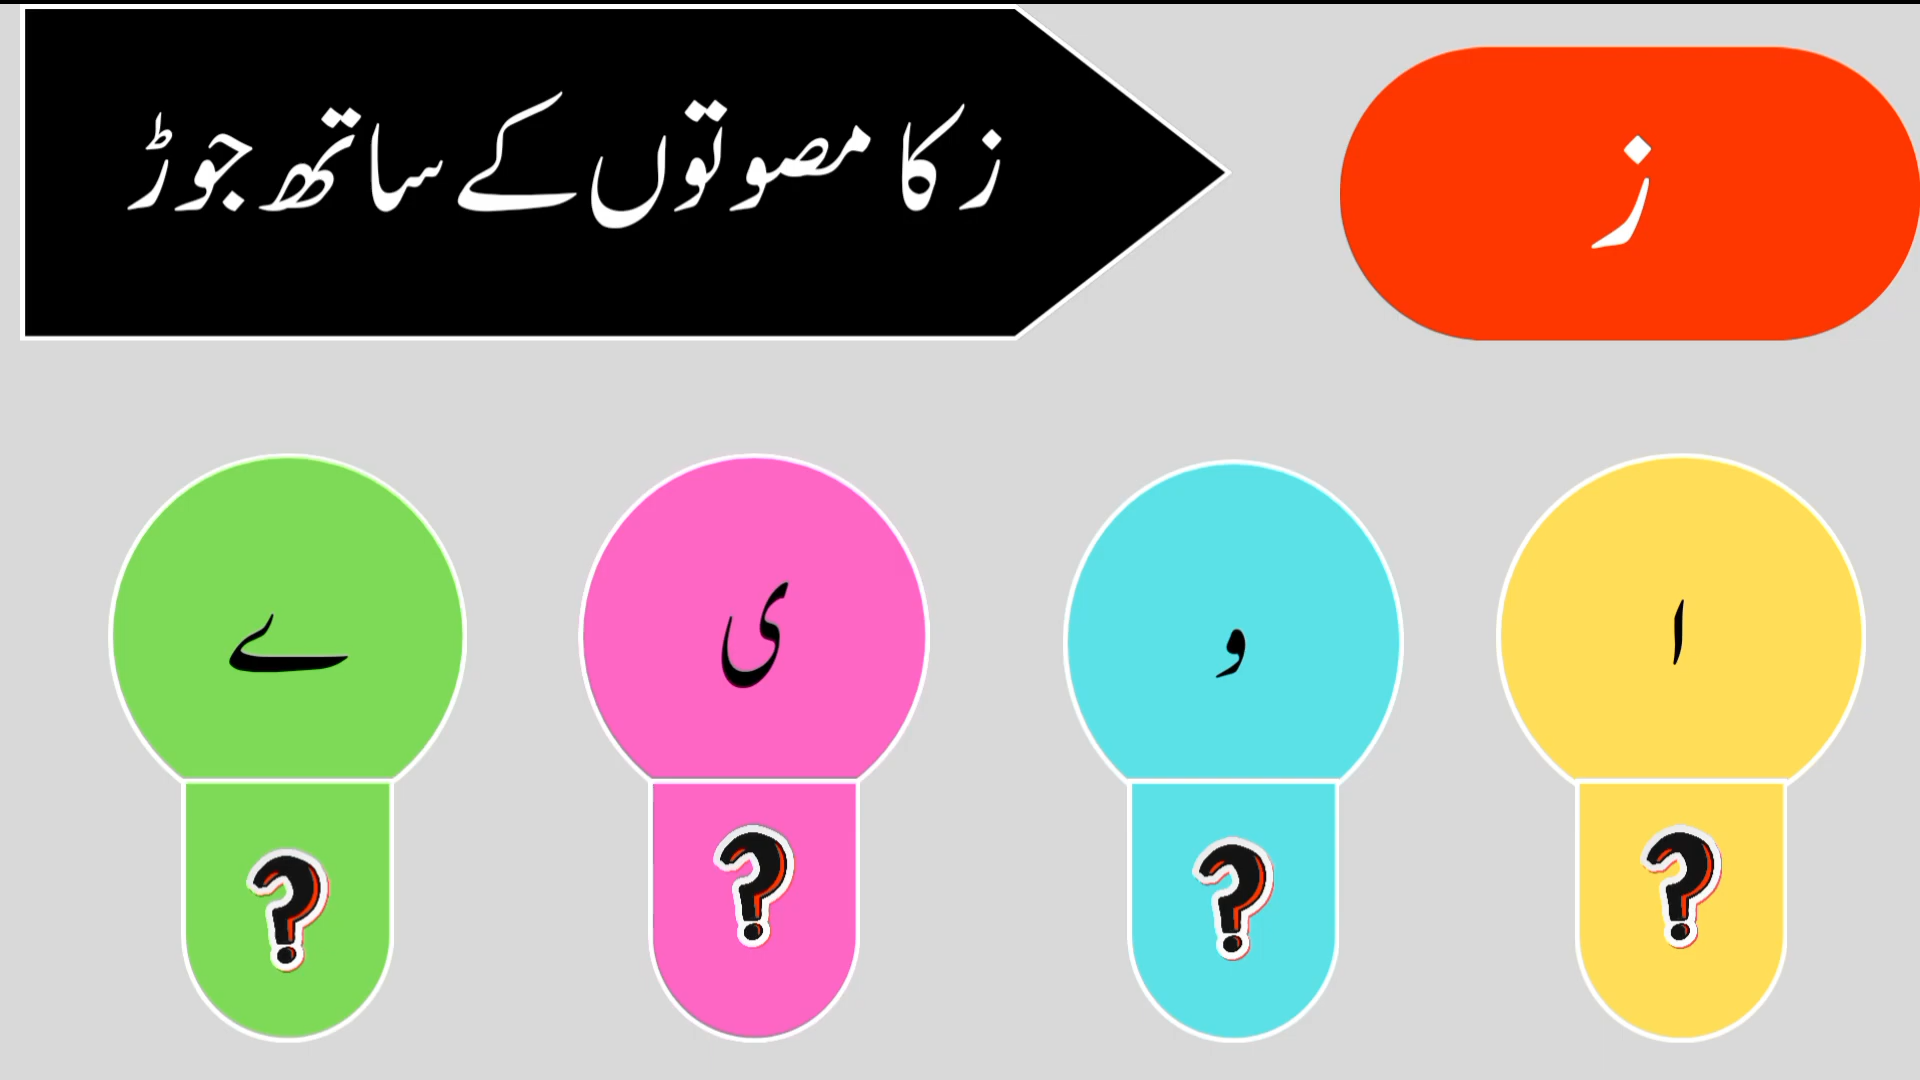 ز کا مصوتوں کے ساتھ جوڑ
ز
ا
و
ی
ے
?
?
?
?